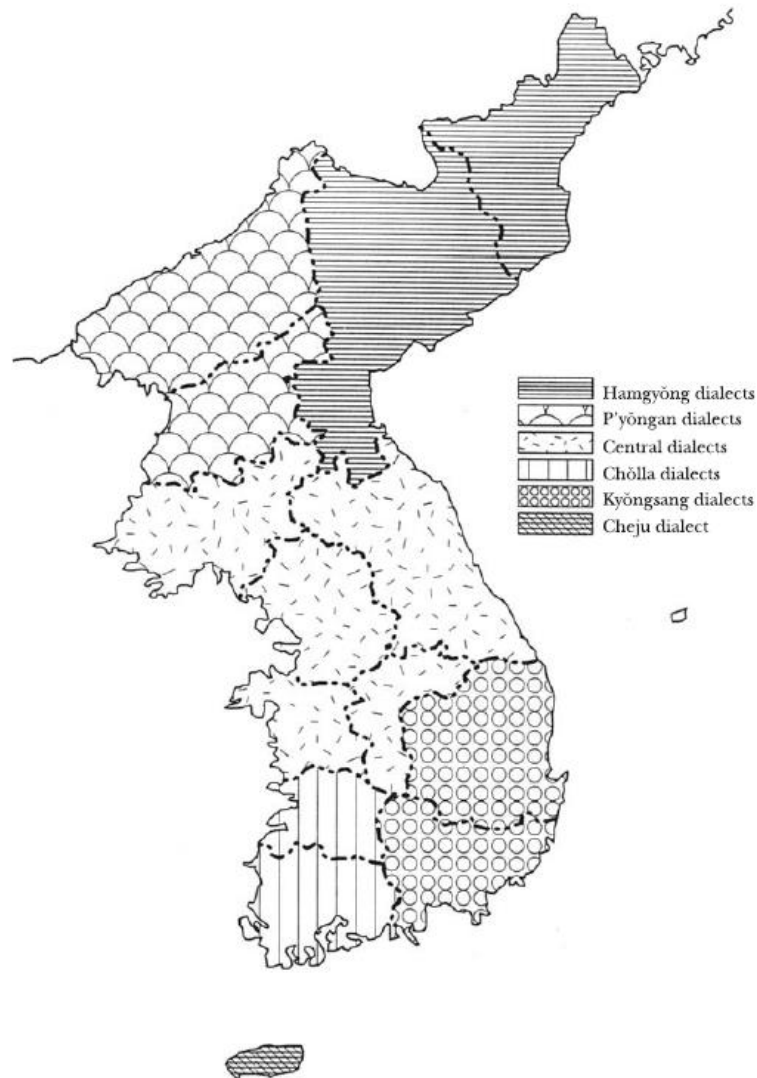 Hamgyŏng dialects
P'yŏngan dialects
Central dialects
Chŏlla dialects
Kyŏngsang dialects
Cheju dialect